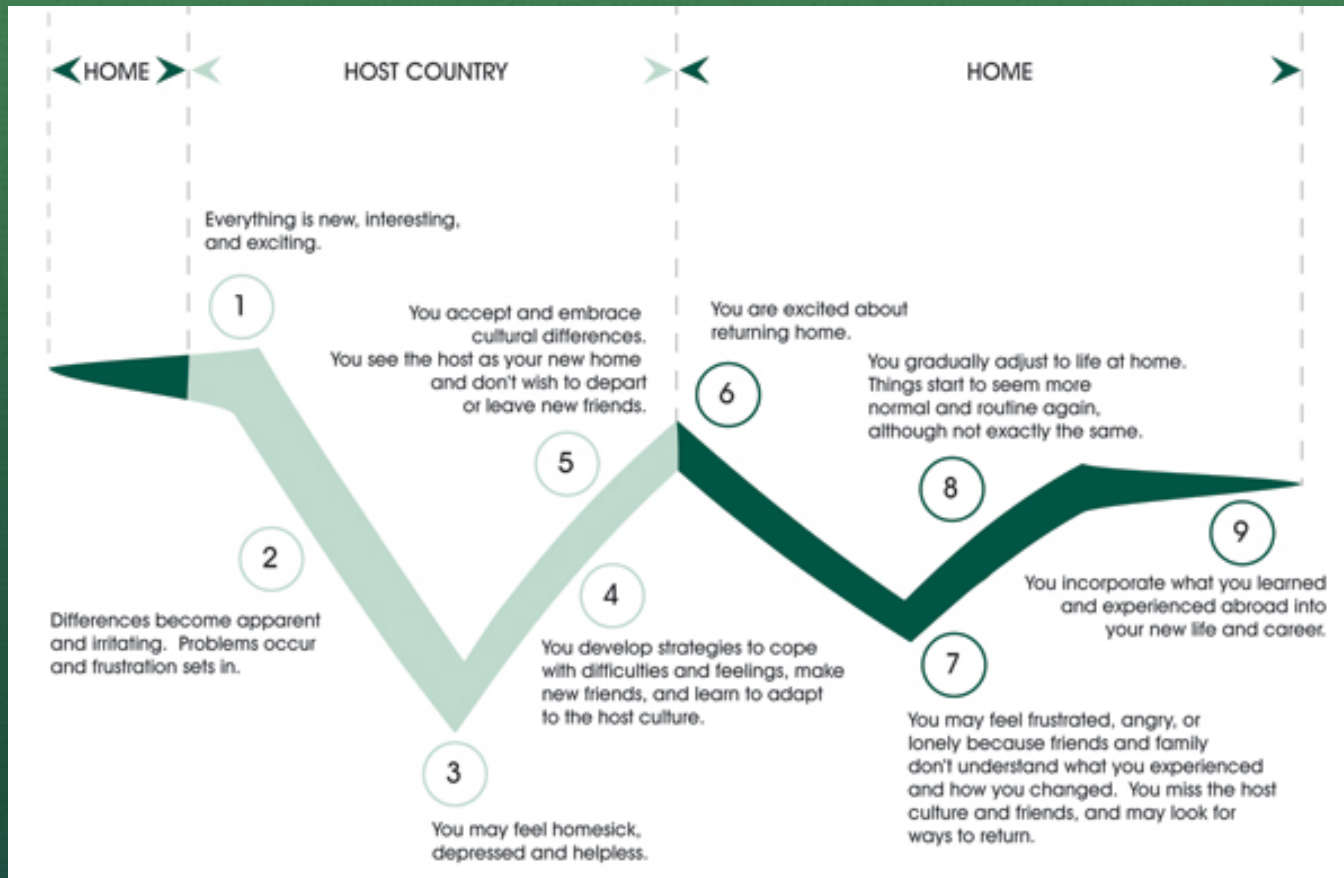 HOME
HOST COUNTRY
HOME
Everything is new, interesting,
and exciting.
1
You accept and embrace
cultural differences.
You see the host as your new home
and don't wish to depart
or leave new friends.
5
You are excited about
returning home.
6
You gradually adjust to life at home.
Things start to seem more
normal and routine again,
although not exactly the same.
8
2
Differences become apparent
and irritating.  Problems occur
and frustration sets in.
4
You develop strategies to cope
with difficulties and feelings, make
new friends, and learn to adapt
to the host culture.
9
You incorporate what you learned
and experienced abroad into
your new life and career.
3
You may feel homesick,
depressed and helpless.
7
You may feel frustrated, angry, or
lonely because friends and family
don't understand what you experienced
and how you changed.  You miss the host
culture and friends, and may look for
ways to return.